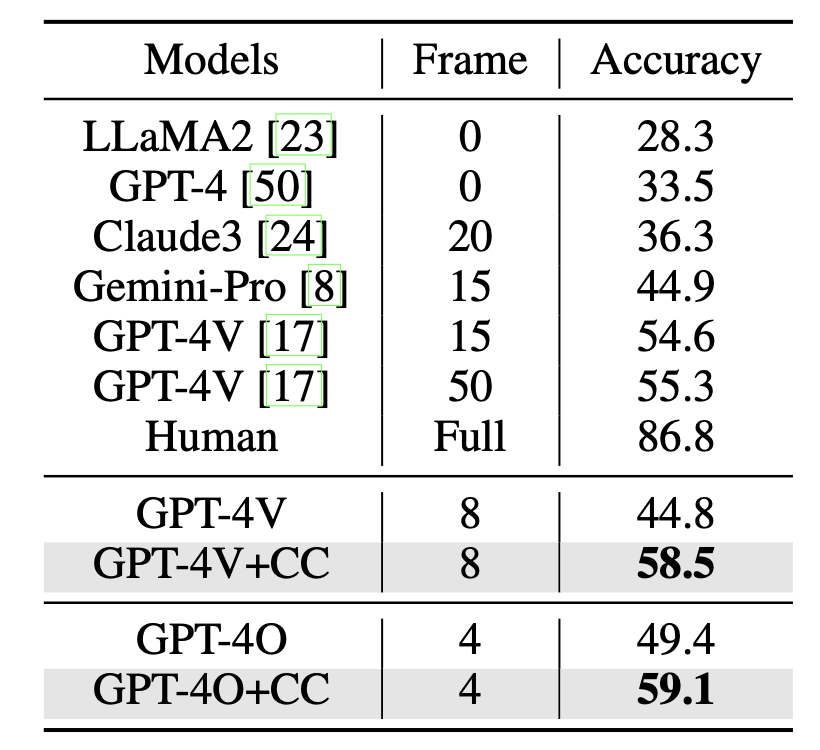 Models Frame Accuracy
LLaMA2 [23] 0 28.3
GPT-4 [50] 0 33.5
Claude3 [24] 20 36.3
Gemini-Pro [8] 15 44.9
GPT-4V [17] 15 54.6
GPT-4V [17] 50 55.3
Human Full 86.8
GPT-4V 8 44.8
GPT-4V+CC 8 58.5
GPT-4O 4 49.4
GPT-4O+CC 4 59.1